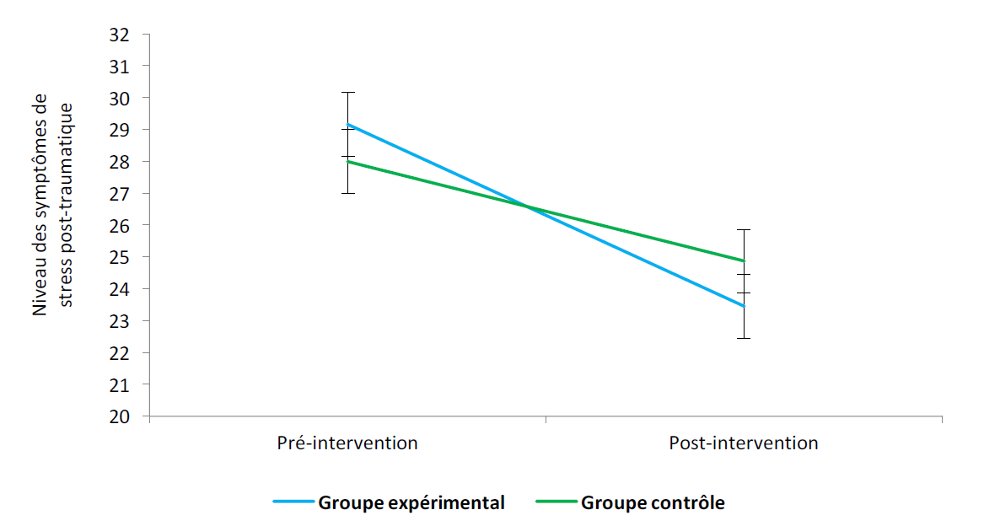 32
31
30
29
28
27
26
25
24
23
22
21
20
Niveau des symptômes de
stress post-traumatique
Pré-intervention
Post-intervention
Groupe expérimental
Groupe contrôle